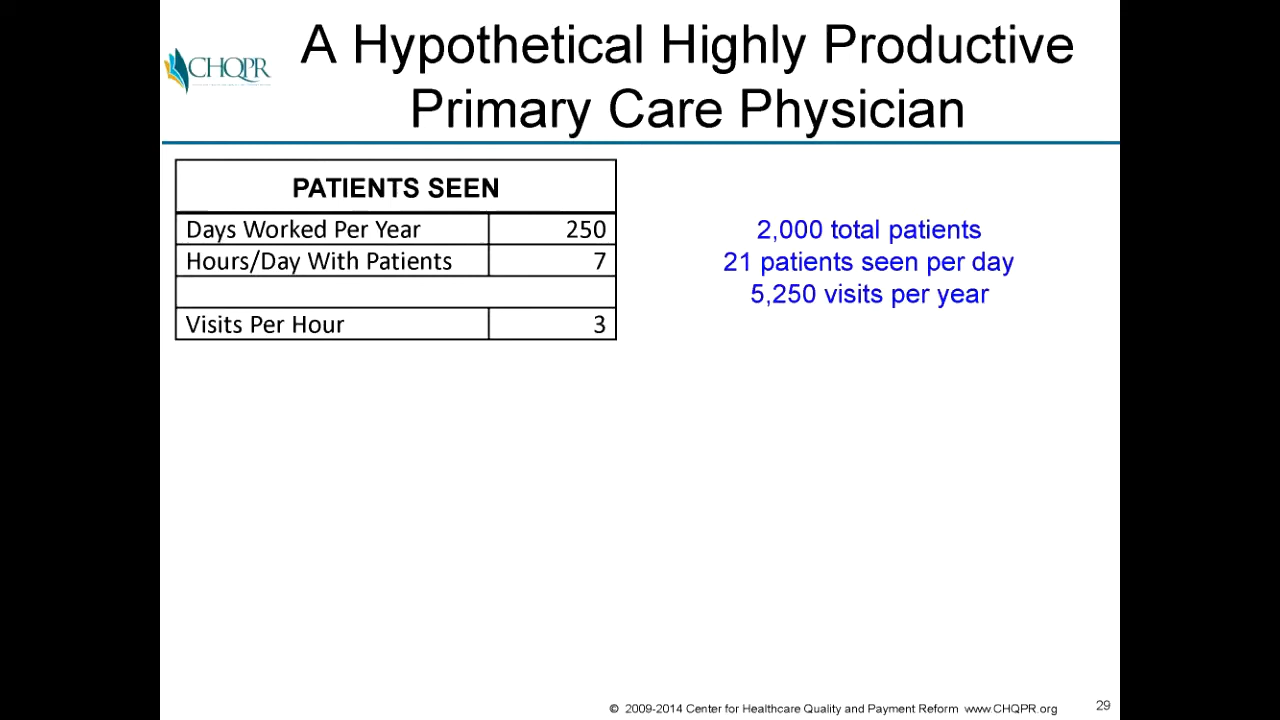 A Hypothetical Highly Productive
Primary Care Physician
CHQPR
PATIENTS SEEN
Days Worked Per Year 250
Hours/Day With Patients 7
Visits Per Hour 3
2,000 total patients
21 patients seen per day
5,250 visits per year
© 2009-2014 Center for Healthcare Quality and Payment Reform www.CHQPR.org
29